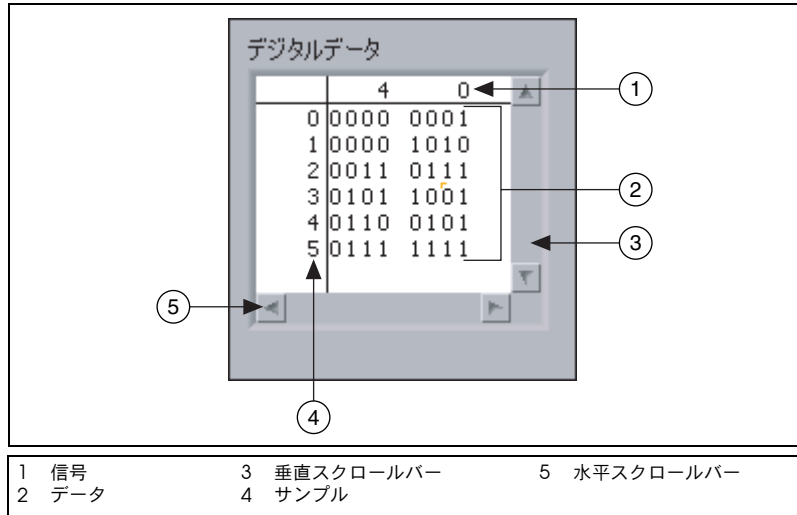 デジタルデータ
4 0
0 0000 0001
1 0000 1010
2 0011 0111
3 0101 1001
4 0110 0101
5 0111 1111
1
2
3
5
4
1 信号 3 垂直スクロールバー 5 水平スクロールバー
2 データ 4 サンプル